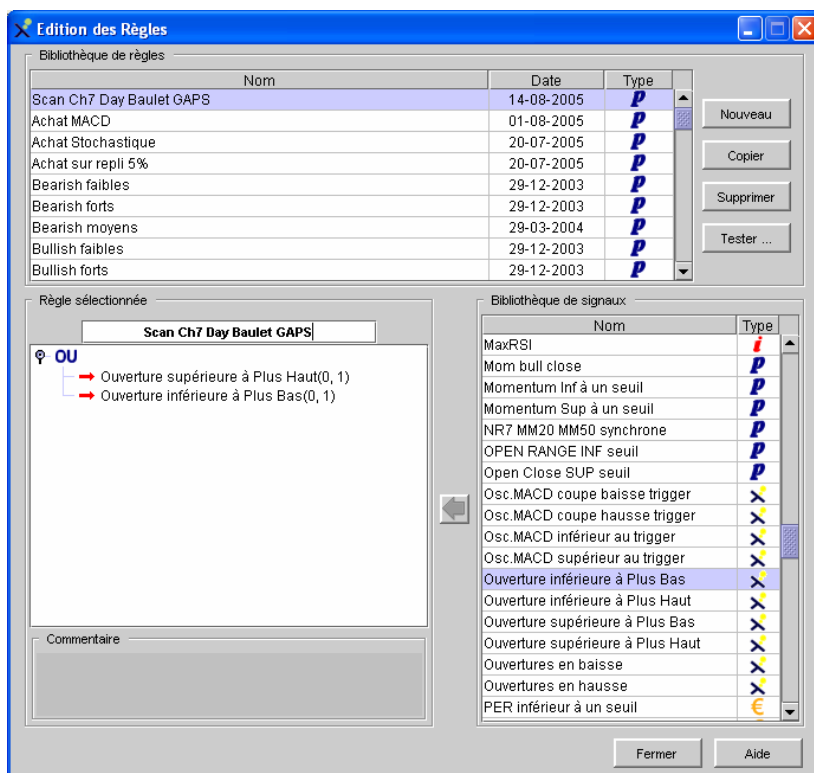 Edition des Règles
Bibliothèque de règles
Nom Date Type
Scan Ch7 Day Baulet GAPS 14-08-2005 P
Achat MACD 01-08-2005 P
Achat Stochastique 20-07-2005 P
Achat sur repli 5% 20-07-2005 P
Bearish faibles 29-12-2003 P
Bearish forts 29-12-2003 P
Bearish moyens 29-03-2004 P
Bullish faibles 29-12-2003 P
Bullish forts 29-12-2003 P
Nouveau
Copier
Supprimer
Tester ...
Règle sélectionnée
Scan Ch7 Day Baulet GAPS
OU
Ouverture supérieure à Plus Haut(0, 1)
Ouverture inférieure à Plus Bas(0, 1)
Commentaire
Bibliothèque de signaux
Nom Type
MaxRSI i
Mom bull close P
Momentum Inf à un seuil P
Momentum Sup à un seuil P
NR7 MM20 MM50 synchrone P
OPEN RANGE INF seuil P
Open Close SUP seuil P
Osc.MACD coupe baisse trigger
Osc.MACD coupe hausse trigger
Osc.MACD inférieur au trigger
Osc.MACD supérieur au trigger
Ouverture inférieure à Plus Bas
Ouverture inférieure à Plus Haut
Ouverture supérieure à Plus Bas
Ouverture supérieure à Plus Haut
Ouvertures en baisse
Ouvertures en hausse
PER inférieur à un seuil €
Fermer
Aide